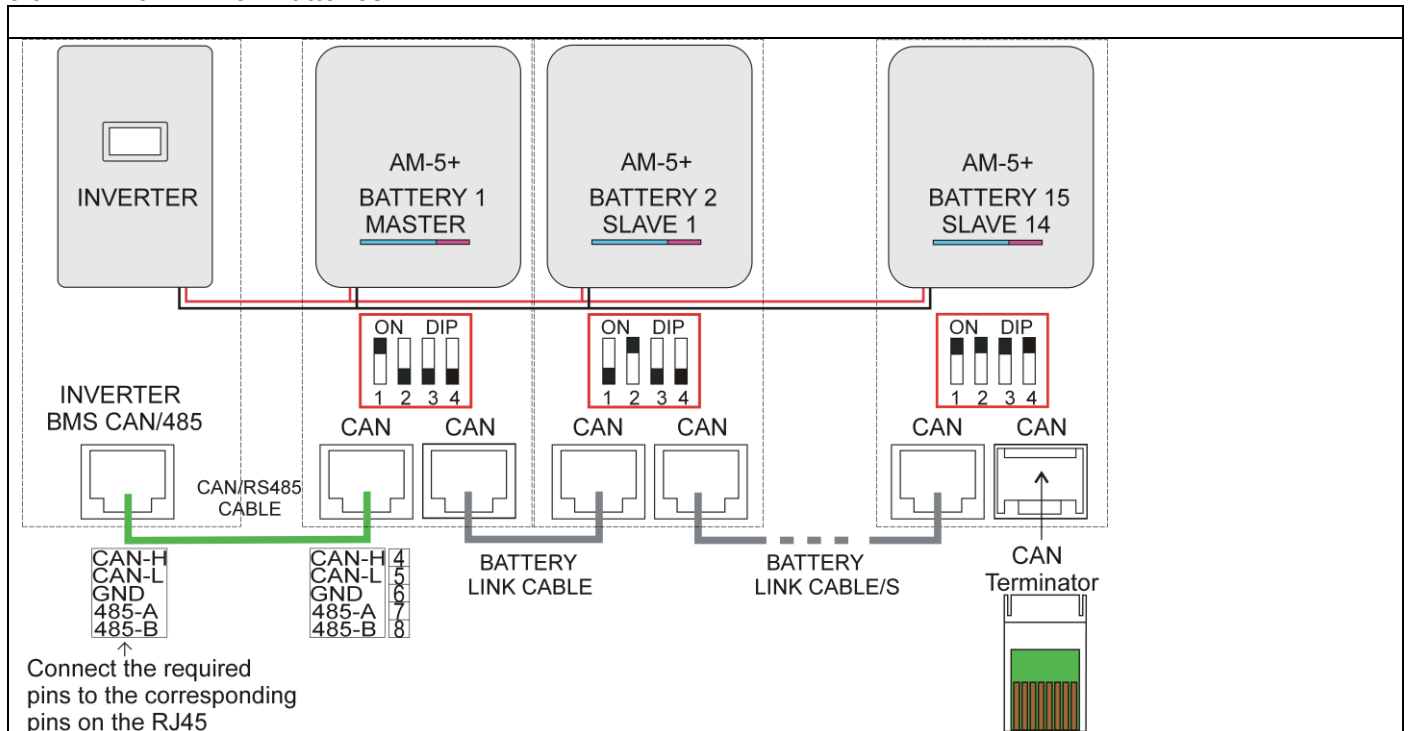 INVERTER
AM-5+
BATTERY 1
MASTER
AM-5+
BATTERY 2
SLAVE 1
AM-5+
BATTERY 15
SLAVE 14
ON DIP
1 2 3 4
ON DIP
1 2 3 4
ON DIP
1 2 3 4
INVERTER
BMS CAN/485
CAN CAN
CAN CAN
CAN CAN
CAN/RS485
CABLE
CAN-H
CAN-L
GND
485-A
485-B
CAN-H 4
CAN-L 5
GND 6
485-A 7
485-B 8
BATTERY
LINK CABLE
BATTERY
LINK CABLE/S
CAN
Terminator
Connect the required
pins to the corresponding
pins on the RJ45